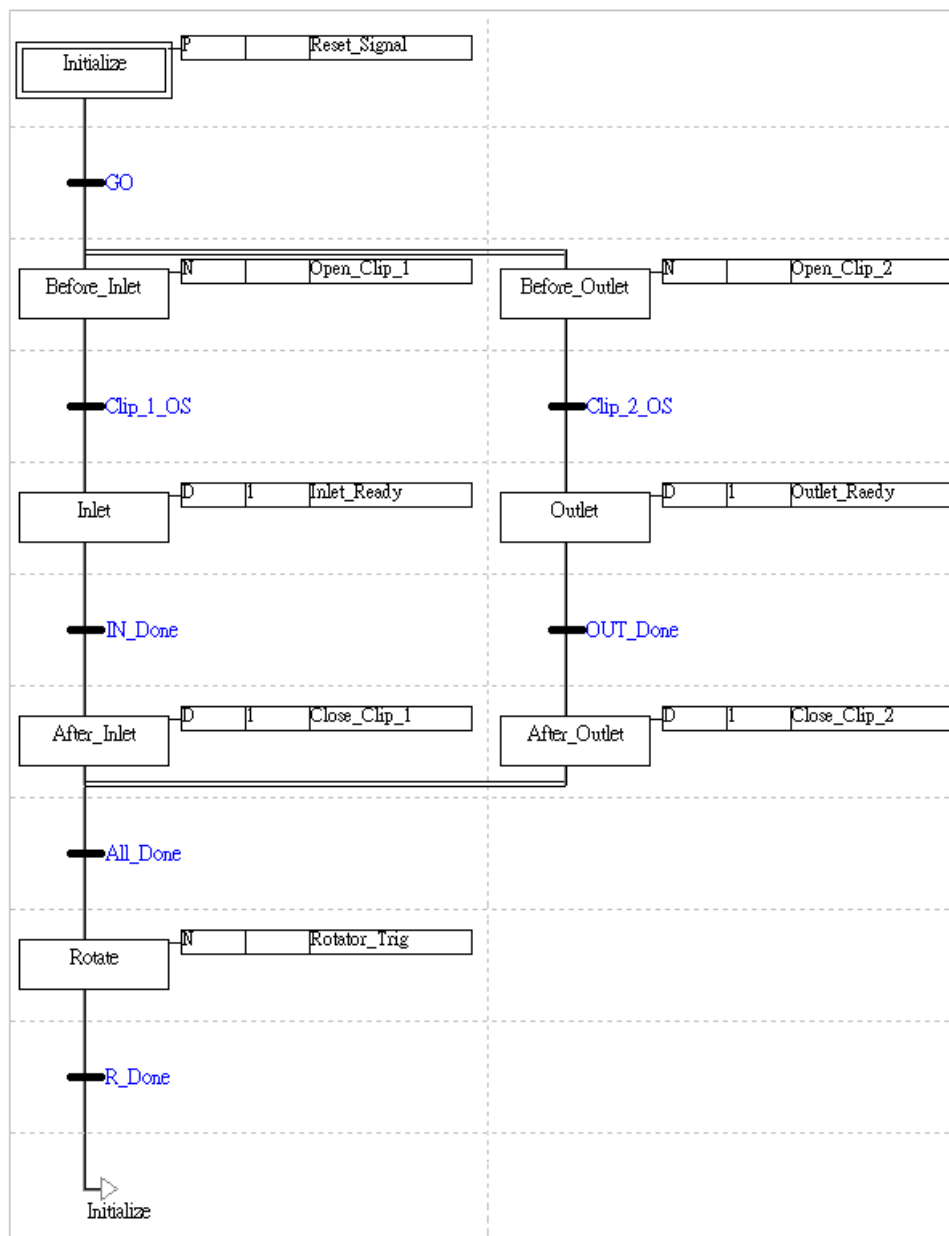 P Reset_Signal
Initialize
GO
N Open_Clip_1 N Open_Clip_2
Before_Inlet Before_Outlet
Clip_1_OS Clip_2_OS
D 1 Inlet_Ready D 1 Outlet_Raedy
Inlet Outlet
IN_Done OUT_Done
D 1 Close_Clip_1 D 1 Close_Clip_2
After_Inlet After_Outlet
All_Done
N Rotator_Trig
Rotate
R_Done
Initialize